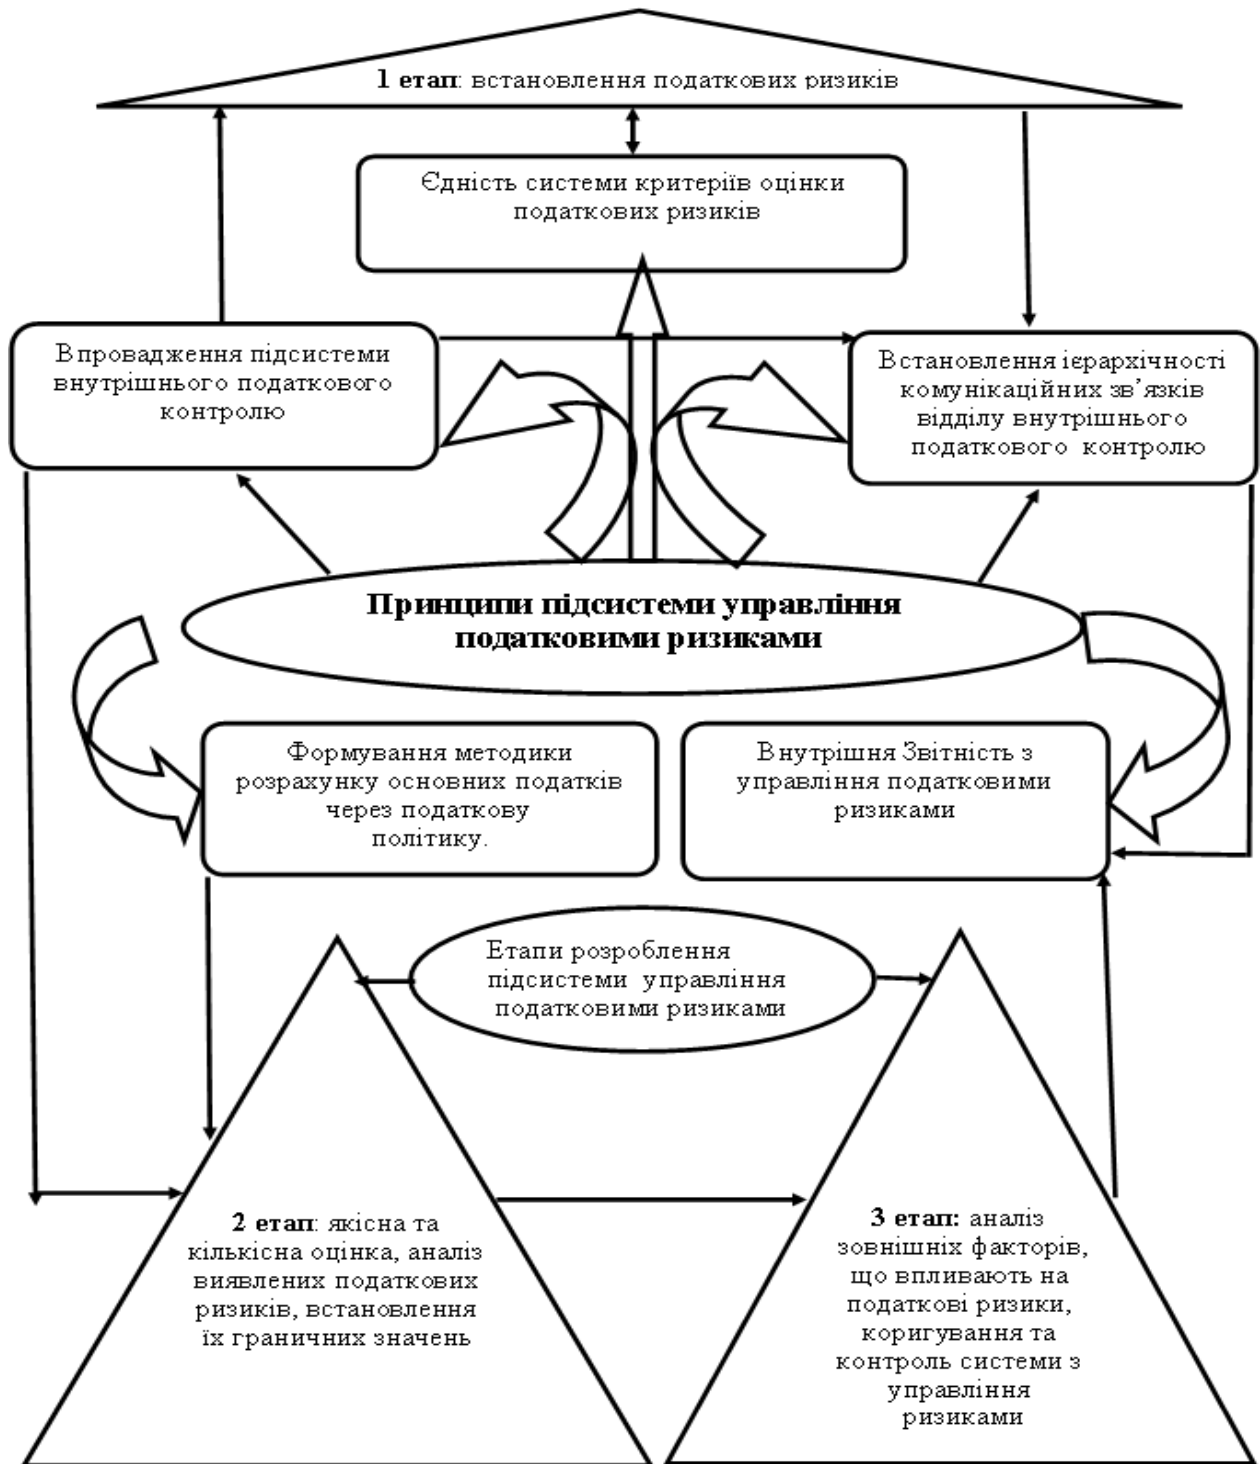 1 етап: встановлення податкових ризиків
Єдність системи критеріїв оцінки
податкових ризиків
Впровадження підсистеми
внутрішнього податкового
контролю
Встановлення ієрархічності
комунікаційних зв’язків
відділу внутрішнього
податкового контролю
Принципи підсистеми управління
податковими ризиками
Формування методики
розрахунку основних податків
через податкову
політику.
Внутрішня Звітність з
управління податковими
ризиками
Етапи розроблення
підсистеми управління
податковими ризиками
2 етап: якісна та
кількісна оцінка, аналіз
виявлених податкових
ризиків, встановлення
їх граничних значень
3 етап: аналіз
зовнішніх факторів,
що впливають на
податкові ризики,
коригування та
контроль системи з
управління
ризиками